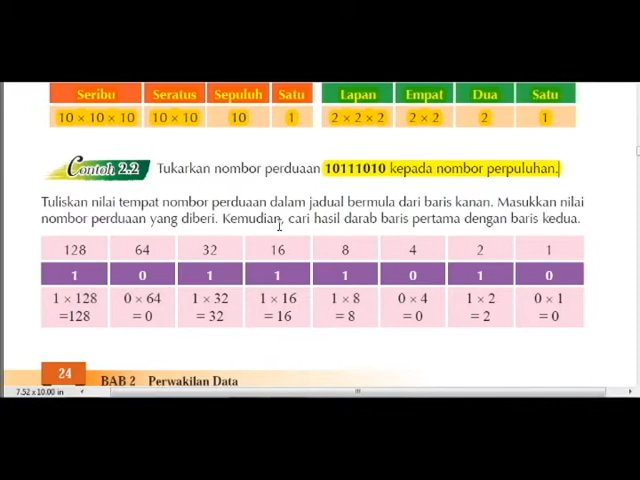 Seribu Seratus Sepuluh Satu Lapan Empat Dua Satu
10 × 10 × 10 10 × 10 10 1 2 × 2 × 2 2 × 2 2 1
Contoh 2.2 Tukarkan nombor perduaan 10111010 kepada nombor perpuluhan.
Tuliskan nilai tempat nombor perduaan dalam jadual bermula dari baris kanan. Masukkan nilai
nombor perduaan yang diberi. Kemudian, cari hasil darab baris pertama dengan baris kedua.
128 64 32 16 8 4 2 1
1 0 1 1 1 0 1 0
1 × 128 0 × 64 1 × 32 1 × 16 1 × 8 0 × 4 1 × 2 0 × 1
=128 = 0 = 32 = 16 = 8 = 0 = 2 = 0
24 BAB 2 Perwakilan Data
7.52 x 10.00 in